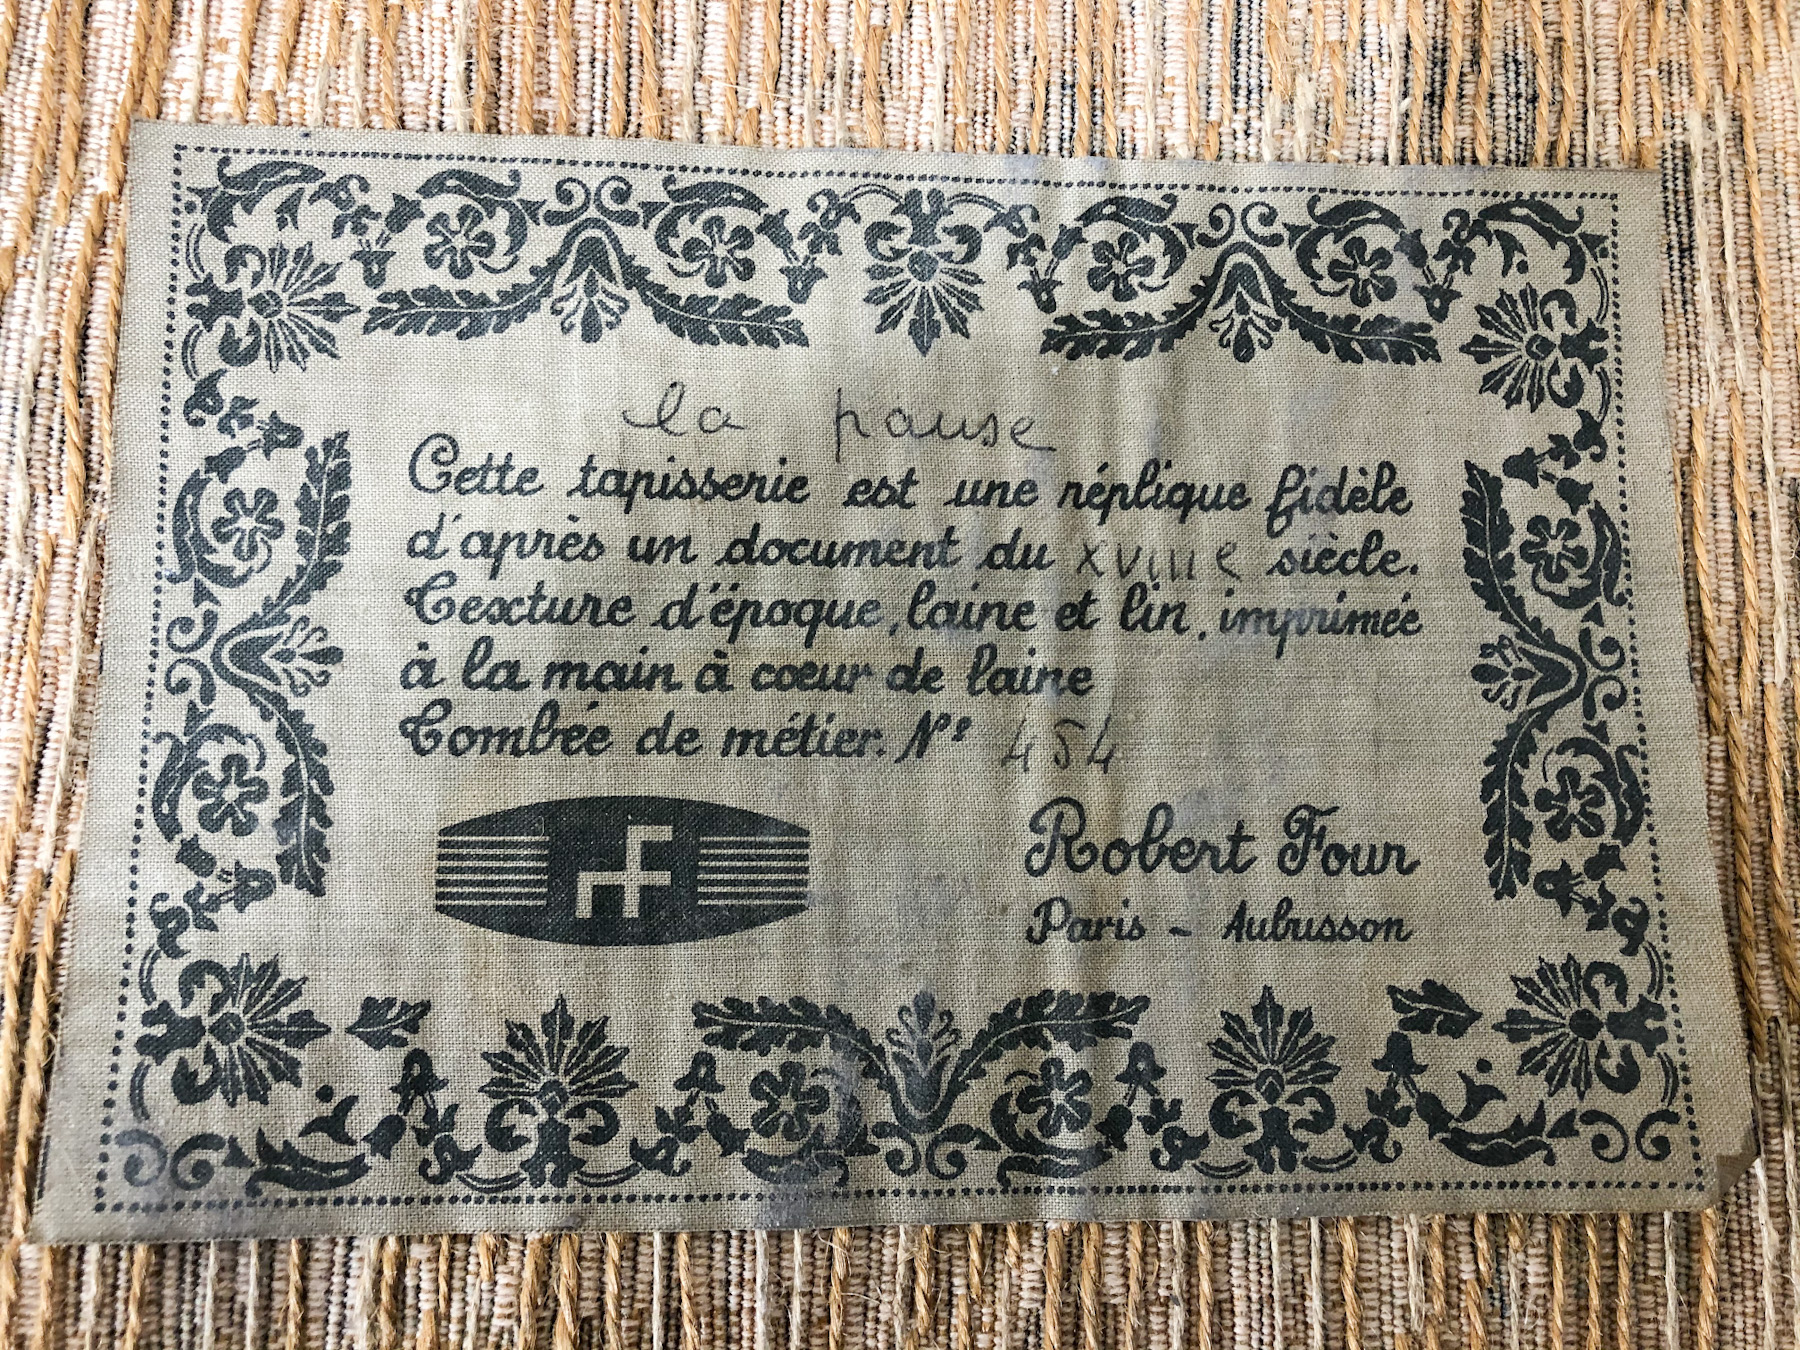 la pause
Cette tapisserie est une réplique fidèle
d'après un document du XVIIIe siècle.
Texture d'époque, laine et lin, imprimée
à la main à cœur de laine
Tombée de métier. N° 454
Robert Four
Paris - Aubusson